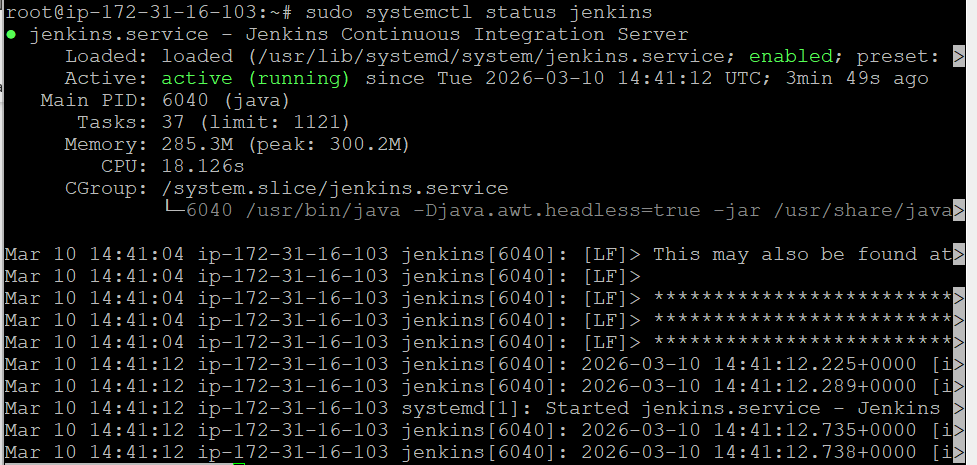 root@ip-172-31-16-103:~# sudo systemctl status jenkins
● jenkins.service - Jenkins Continuous Integration Server
     Loaded: loaded (/usr/lib/systemd/system/jenkins.service; enabled; preset: >
     Active: active (running) since Tue 2026-03-10 14:41:12 UTC; 3min 49s ago
   Main PID: 6040 (java)
      Tasks: 37 (limit: 1121)
     Memory: 285.3M (peak: 300.2M)
        CPU: 18.126s
     CGroup: /system.slice/jenkins.service
             └─6040 /usr/bin/java -Djava.awt.headless=true -jar /usr/share/java>
Mar 10 14:41:04 ip-172-31-16-103 jenkins[6040]: [LF]> This may also be found at>
Mar 10 14:41:04 ip-172-31-16-103 jenkins[6040]: [LF]>
Mar 10 14:41:04 ip-172-31-16-103 jenkins[6040]: [LF]> *************************>
Mar 10 14:41:04 ip-172-31-16-103 jenkins[6040]: [LF]> *************************>
Mar 10 14:41:04 ip-172-31-16-103 jenkins[6040]: [LF]> *************************>
Mar 10 14:41:12 ip-172-31-16-103 jenkins[6040]: 2026-03-10 14:41:12.225+0000 [i>
Mar 10 14:41:12 ip-172-31-16-103 jenkins[6040]: 2026-03-10 14:41:12.289+0000 [i>
Mar 10 14:41:12 ip-172-31-16-103 systemd[1]: Started jenkins.service - Jenkins >
Mar 10 14:41:12 ip-172-31-16-103 jenkins[6040]: 2026-03-10 14:41:12.735+0000 [i>
Mar 10 14:41:12 ip-172-31-16-103 jenkins[6040]: 2026-03-10 14:41:12.738+0000 [i>